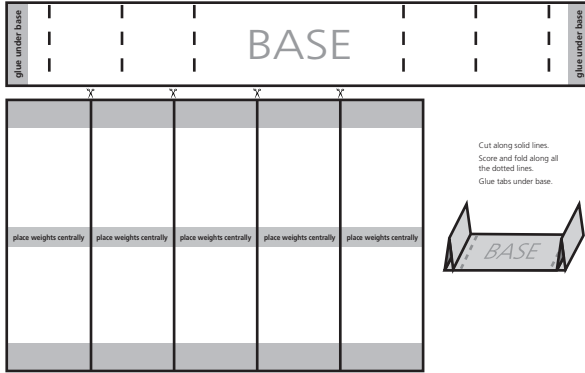 glue under base
BASE
glue under base
place weights centrally
place weights centrally
place weights centrally
place weights centrally
place weights centrally
Cut along solid lines.
Score and fold along all
the dotted lines.
Glue tabs under base.
BASE